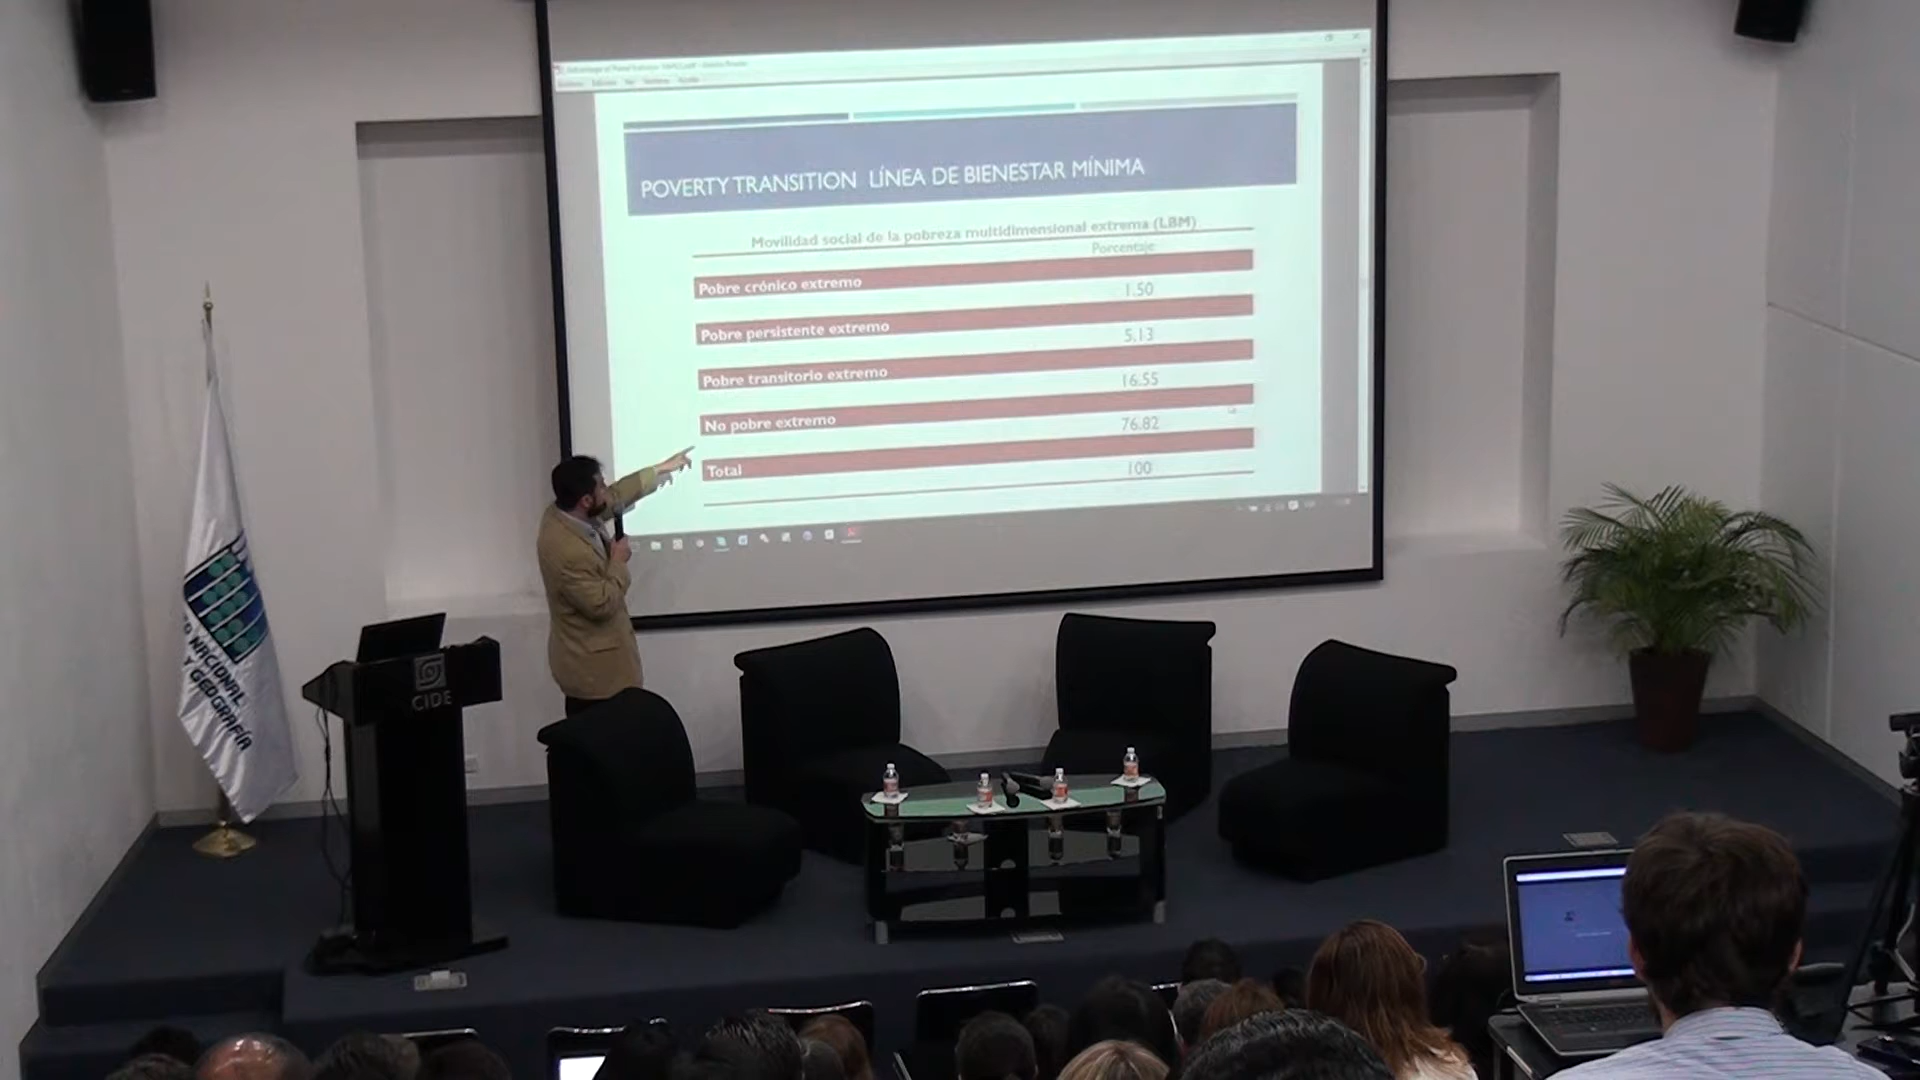 POVERTY TRANSITION LÍNEA DE BIENESTAR MÍNIMA
Movilidad social de la pobreza multidimensional extrema (LBM)
Porcentaje
Pobre crónico extremo 1.50
Pobre persistente extremo 5.13
Pobre transitorio extremo 16.55
No pobre extremo 76.82
Total 100
NACIONAL
Y GEOGRAFÍA
CIDE